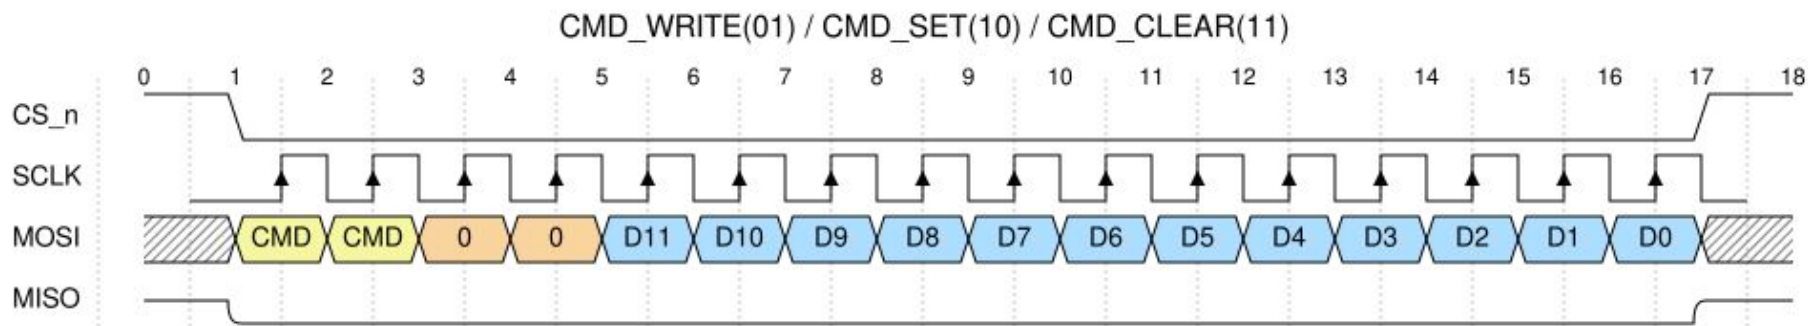 CMD_WRITE(01) / CMD_SET(10) / CMD_CLEAR(11)
0 1 2 3 4 5 6 7 8 9 10 11 12 13 14 15 16 17 18
CS_n
SCLK
MOSI CMD CMD 0 0 D11 D10 D9 D8 D7 D6 D5 D4 D3 D2 D1 D0
MISO